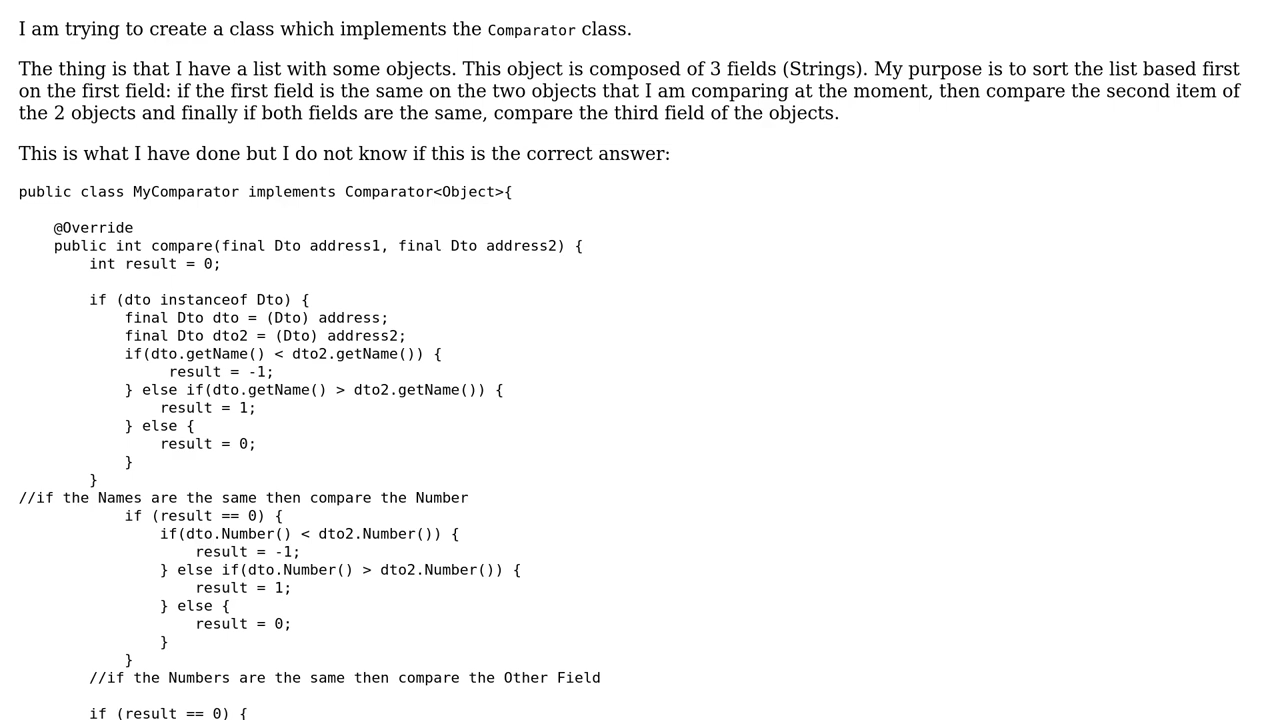 I am trying to create a class which implements the Comparator class.
The thing is that I have a list with some objects. This object is composed of 3 fields (Strings). My purpose is to sort the list based first
on the first field: if the first field is the same on the two objects that I am comparing at the moment, then compare the second item of
the 2 objects and finally if both fields are the same, compare the third field of the objects.
This is what I have done but I do not know if this is the correct answer:
public class MyComparator implements Comparator<Object>{
    @Override
    public int compare(final Dto address1, final Dto address2) {
        int result = 0;
        if (dto instanceof Dto) {
            final Dto dto = (Dto) address;
            final Dto dto2 = (Dto) address2;
            if(dto.getName() < dto2.getName()) {
                 result = -1;
            } else if(dto.getName() > dto2.getName()) {
                result = 1;
            } else {
                result = 0;
            }
        }
//if the Names are the same then compare the Number
            if (result == 0) {
                if(dto.Number() < dto2.Number()) {
                    result = -1;
                } else if(dto.Number() > dto2.Number()) {
                    result = 1;
                } else {
                    result = 0;
                }
            }
        //if the Numbers are the same then compare the Other Field
        if (result == 0) {